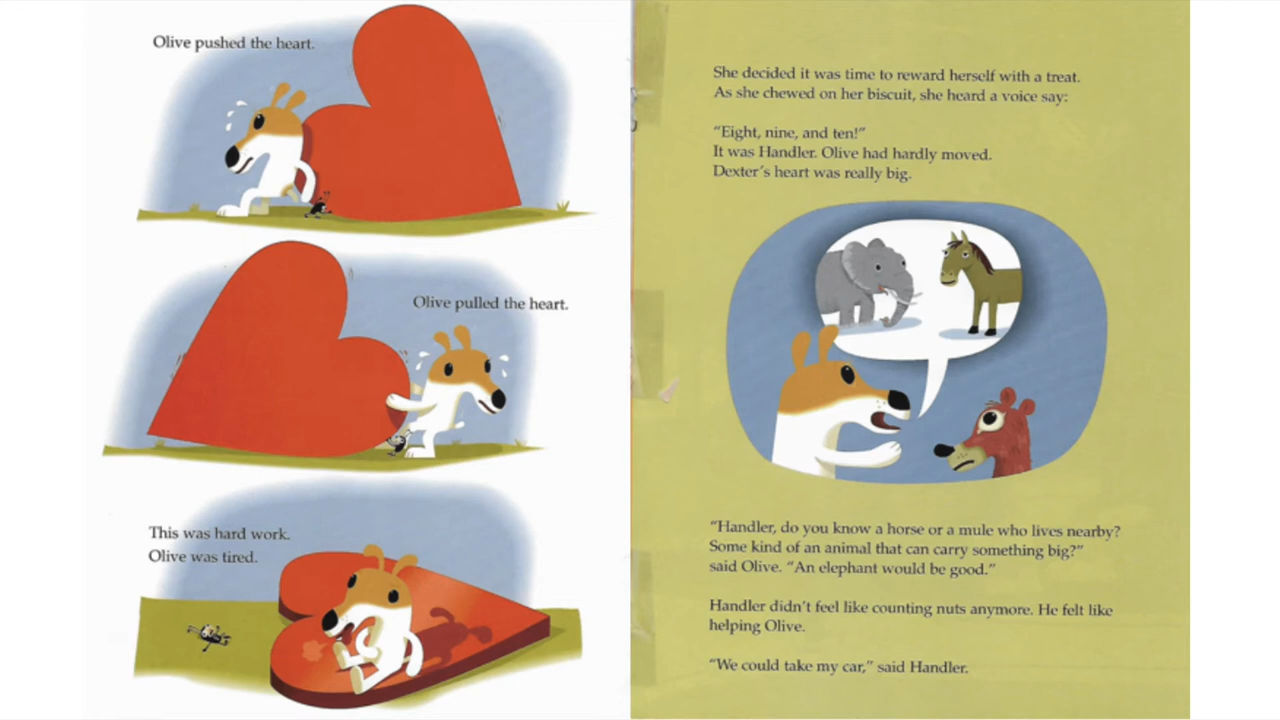 Olive pushed the heart.
Olive pulled the heart.
This was hard work.
Olive was tired.
She decided it was time to reward herself with a treat.
As she chewed on her biscuit, she heard a voice say:
“Eight, nine, and ten!”
It was Handler. Olive had hardly moved.
Dexter’s heart was really big.
“Handler, do you know a horse or a mule who lives nearby?
Some kind of an animal that can carry something big?”
said Olive. “An elephant would be good.”
Handler didn’t feel like counting nuts anymore. He felt like
helping Olive.
“We could take my car,” said Handler.